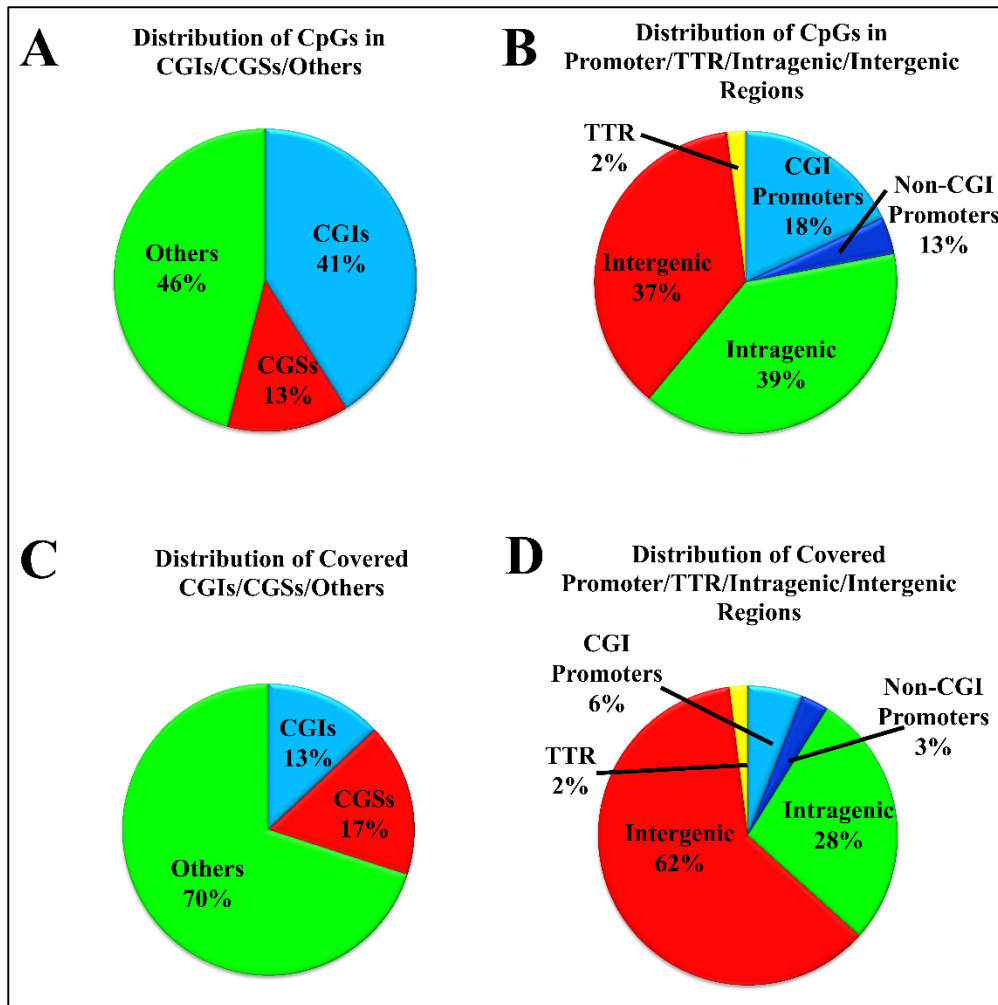 A
Distribution of CpGs in
CGIs/CGSs/Others
Others
46%
CGIs
41%
CGSs
13%
B
Distribution of CpGs in
Promoter/TTR/Intragenic/Intergenic
Regions
TTR
2%
CGI
Promoters
18%
Non-CGI
Promoters
13%
Intergenic
37%
Intragenic
39%
C
Distribution of Covered
CGIs/CGSs/Others
CGIs
13%
CGSs
17%
Others
70%
D
Distribution of Covered
Promoter/TTR/Intragenic/Intergenic
Regions
CGI
Promoters
6%
Non-CGI
Promoters
3%
TTR
2%
Intragenic
28%
Intergenic
62%